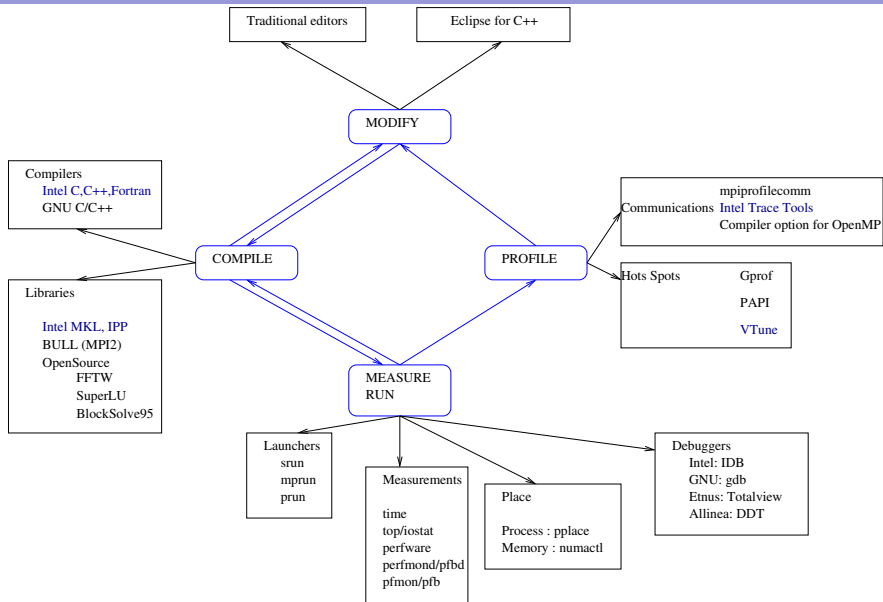 Traditional editors
Eclipse for C++
MODIFY
Compilers
Intel C,C++,Fortran
GNU C/C++
mpiprofilecomm
Communications Intel Trace Tools
Compiler option for OpenMP
COMPILE
PROFILE
Hots Spots Gprof
PAPI
VTune
Libraries
Intel MKL, IPP
BULL (MPI2)
OpenSource
FFTW
SuperLU
BlockSolve95
MEASURE
RUN
Launchers
srun
mprun
prun
Measurements
time
top/iostat
perfware
perfmond/pfbd
pfmon/pfb
Place
Process : pplace
Memory : numactl
Debuggers
Intel: IDB
GNU: gdb
Etnus: Totalview
Allinea: DDT